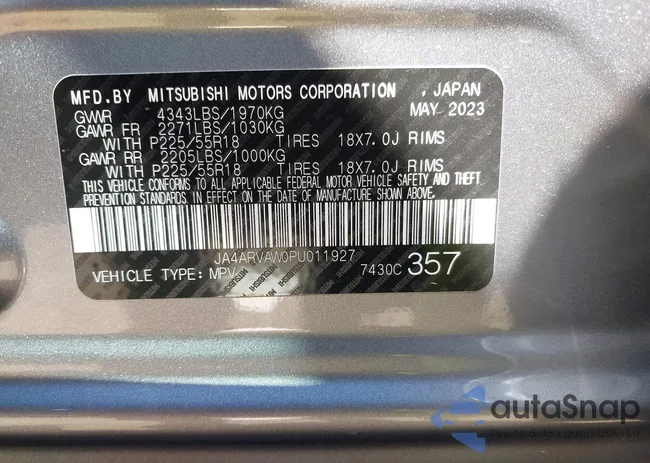 MFD.BY MITSUBISHI MOTORS CORPORATION , JAPAN
GVWR 4343LBS/1970KG MAY 2023
GAWR FR 2271LBS/1030KG
WITH P225/55R18 TIRES 18X7.0J RIMS
GAWR RR 2205LBS/1000KG
WITH P225/55R18 TIRES 18X7.0J RIMS
THIS VEHICLE CONFORMS TO ALL APPLICABLE FEDERAL MOTOR VEHICLE SAFETY AND THEFT
PREVENTION STANDARDS IN EFFECT ON THE DATE OF MANUFACTURE SHOWN ABOVE.
JA4ARVAW0PU011927
VEHICLE TYPE: MPV 7430C 357
autoSnap